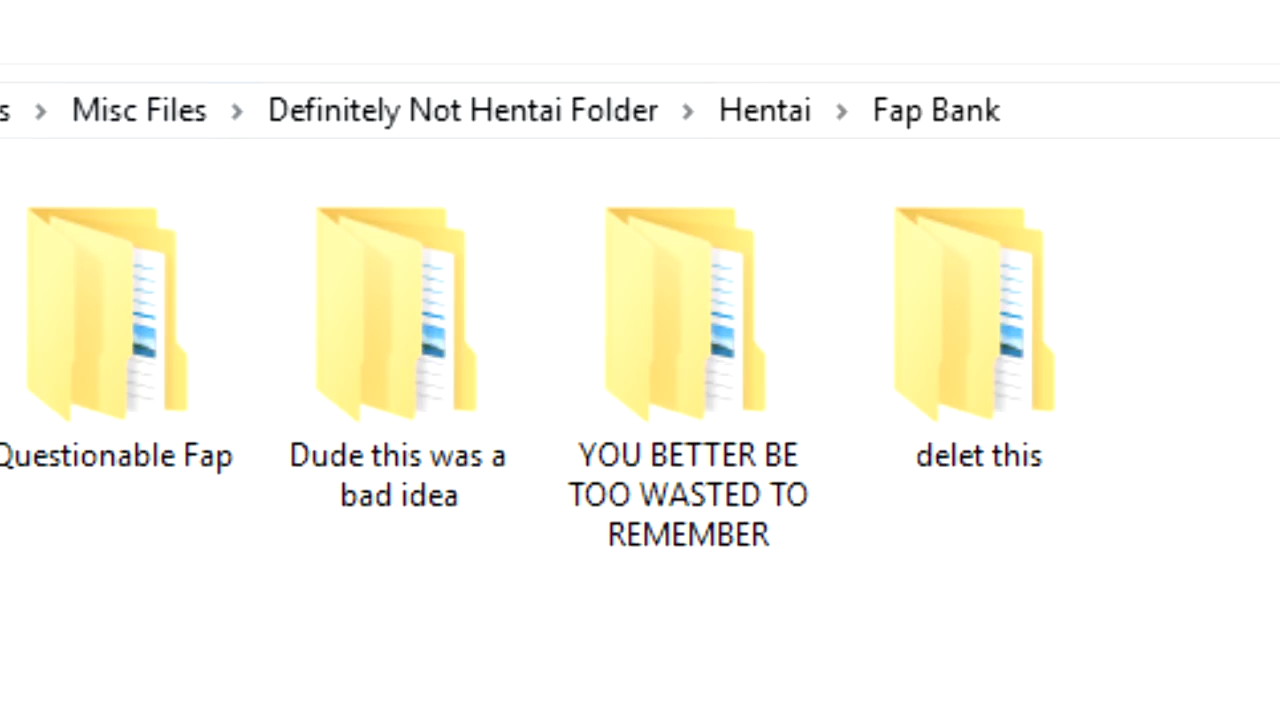 s > Misc Files > Definitely Not Hentai Folder > Hentai > Fap Bank
Questionable Fap
Dude this was a
bad idea
YOU BETTER BE
TOO WASTED TO
REMEMBER
delet this